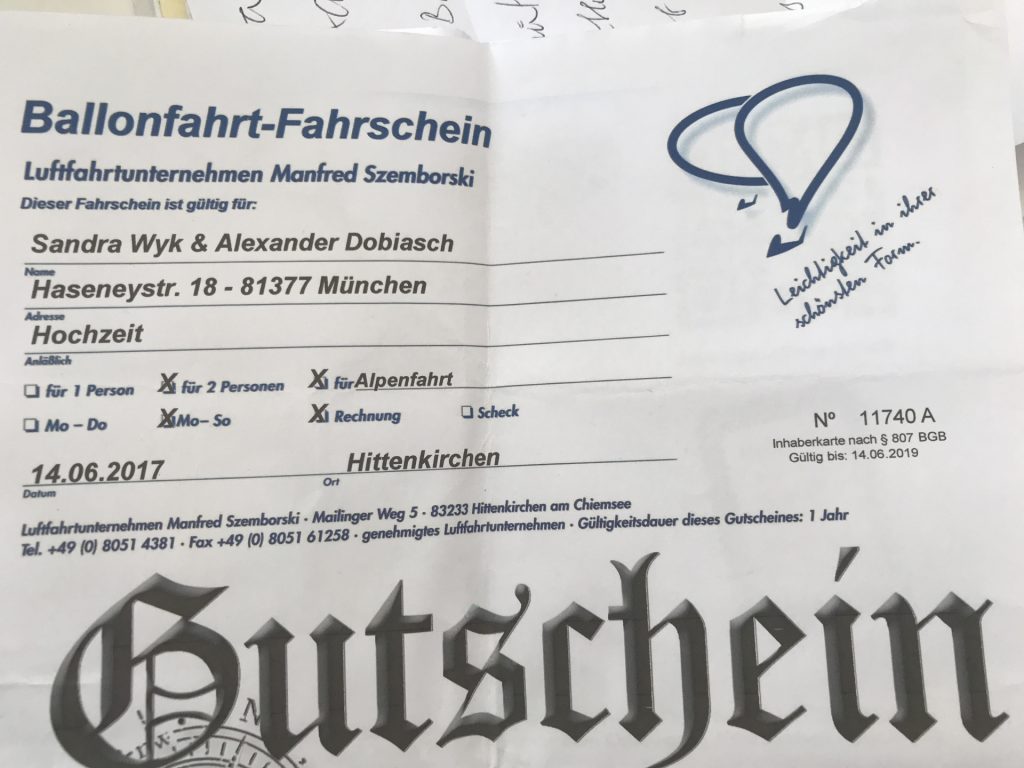 Ballonfahrt-Fahrschein
Luftfahrtunternehmen Manfred Szemborski
Dieser Fahrschein ist gültig für:
Sandra Wyk & Alexander Dobiasch
Name
Haseneystr. 18 - 81377 München
Adresse
Hochzeit
Anläßlich
für 1 Person X für 2 Personen X für Alpenfahrt
Mo – Do X Mo – So X Rechnung Scheck
14.06.2017 Hittenkirchen
Datum Ort
Leichtigkeit in ihrer
schönsten Form.
Nº 11740 A
Inhaberkarte nach § 807 BGB
Gültig bis: 14.06.2019
Luftfahrtunternehmen Manfred Szemborski · Mailinger Weg 5 · 83233 Hittenkirchen am Chiemsee
Tel. +49 (0) 8051 4381 · Fax +49 (0) 8051 61258 · genehmigtes Luftfahrtunternehmen · Gültigkeitsdauer dieses Gutscheines: 1 Jahr
Gutschein